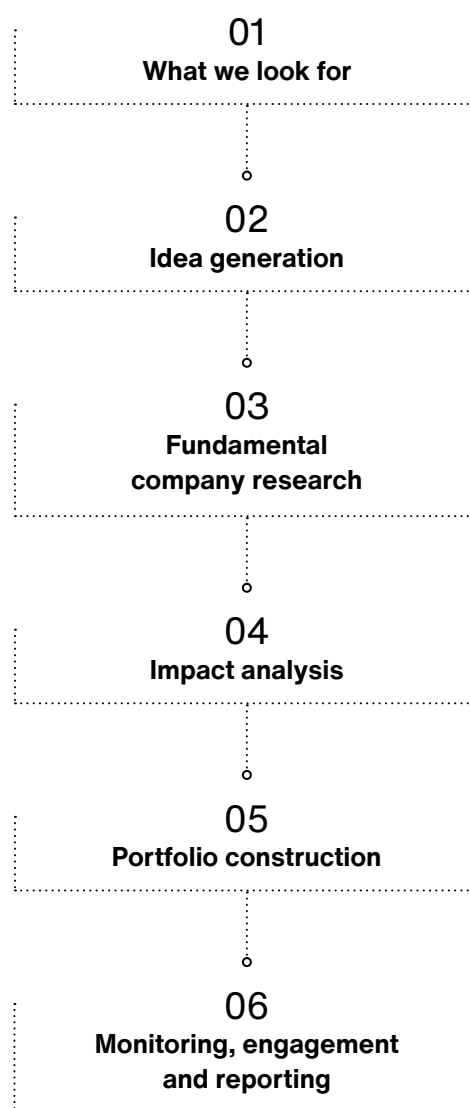 01
What we look for
02
Idea generation
03
Fundamental
company research
04
Impact analysis
05
Portfolio construction
06
Monitoring, engagement
and reporting